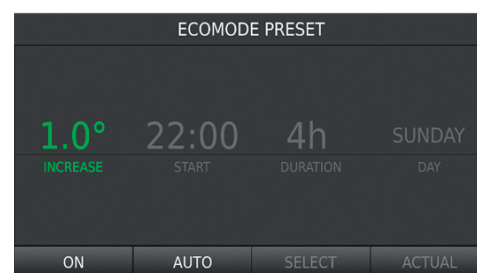 ECOMODE PRESET
1.0° 22:00 4h SUNDAY
INCREASE START DURATION DAY
ON AUTO SELECT ACTUAL